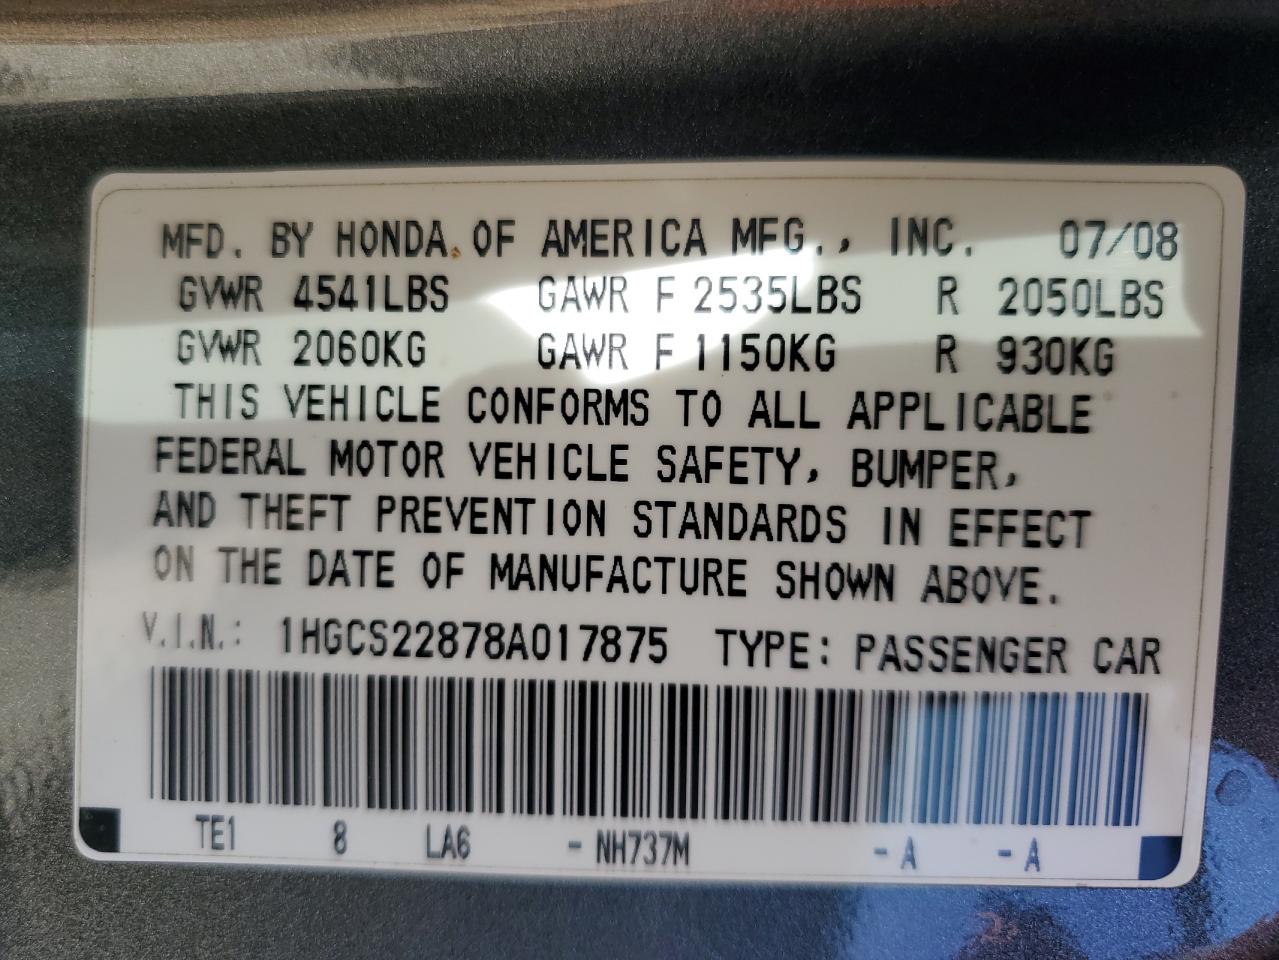 MFD. BY HONDA OF AMERICA MFG., INC. 07/08
GVWR 4541LBS GAWR F 2535LBS R 2050LBS
GVWR 2060KG GAWR F 1150KG R 930KG
THIS VEHICLE CONFORMS TO ALL APPLICABLE
FEDERAL MOTOR VEHICLE SAFETY, BUMPER,
AND THEFT PREVENTION STANDARDS IN EFFECT
ON THE DATE OF MANUFACTURE SHOWN ABOVE.
V.I.N.: 1HGCS22878A017875 TYPE: PASSENGER CAR
TE1 8 LA6 -NH737M -A -A